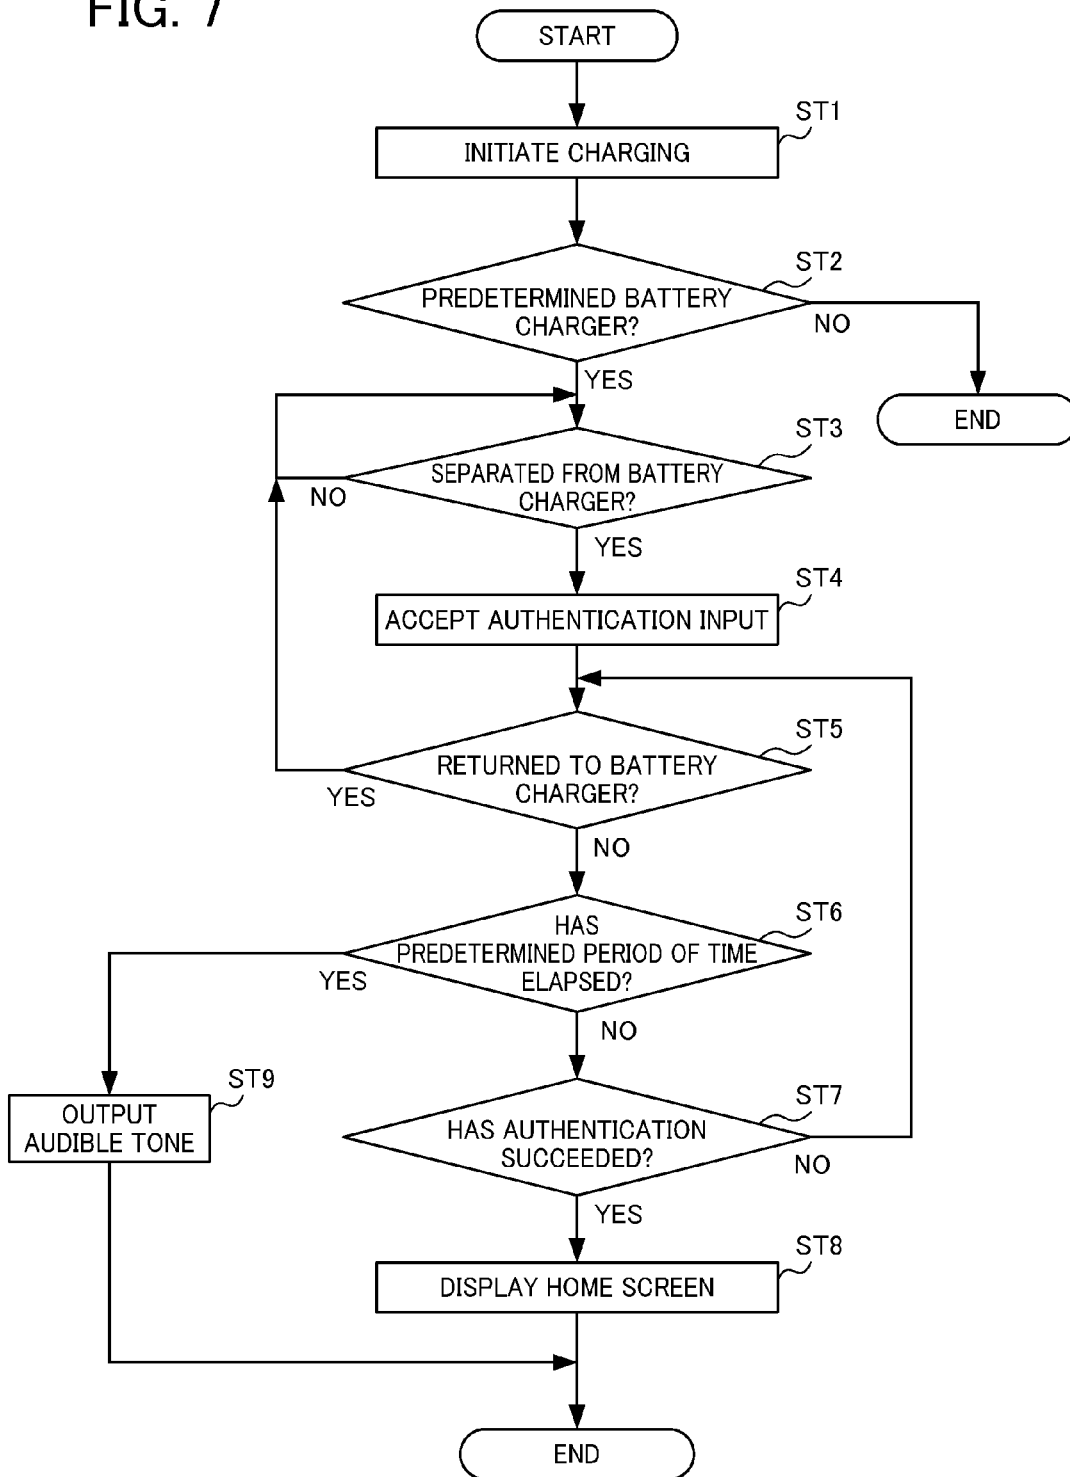 FIG. 7
START
ST1
INITIATE CHARGING
ST2
PREDETERMINED BATTERY
CHARGER?
NO
YES
END
ST3
SEPARATED FROM BATTERY
CHARGER?
NO
YES
ST4
ACCEPT AUTHENTICATION INPUT
ST5
RETURNED TO BATTERY
CHARGER?
YES
NO
ST6
HAS
PREDETERMINED PERIOD OF TIME
ELAPSED?
YES
NO
ST9
OUTPUT
AUDIBLE TONE
ST7
HAS AUTHENTICATION
SUCCEEDED?
NO
YES
ST8
DISPLAY HOME SCREEN
END